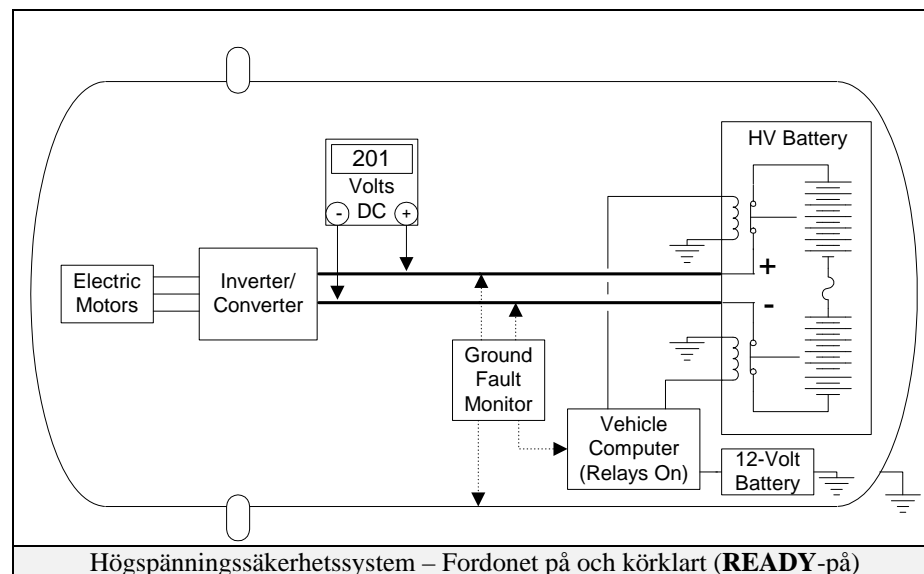 HV Battery
201
Volts
DC
-
+
Electric
Motors
Inverter/
Converter
+
-
Ground
Fault
Monitor
Vehicle
Computer
(Relays On)
12-Volt
Battery
Högspänningssäkerhetssystem – Fordonet på och körklart (READY-på)